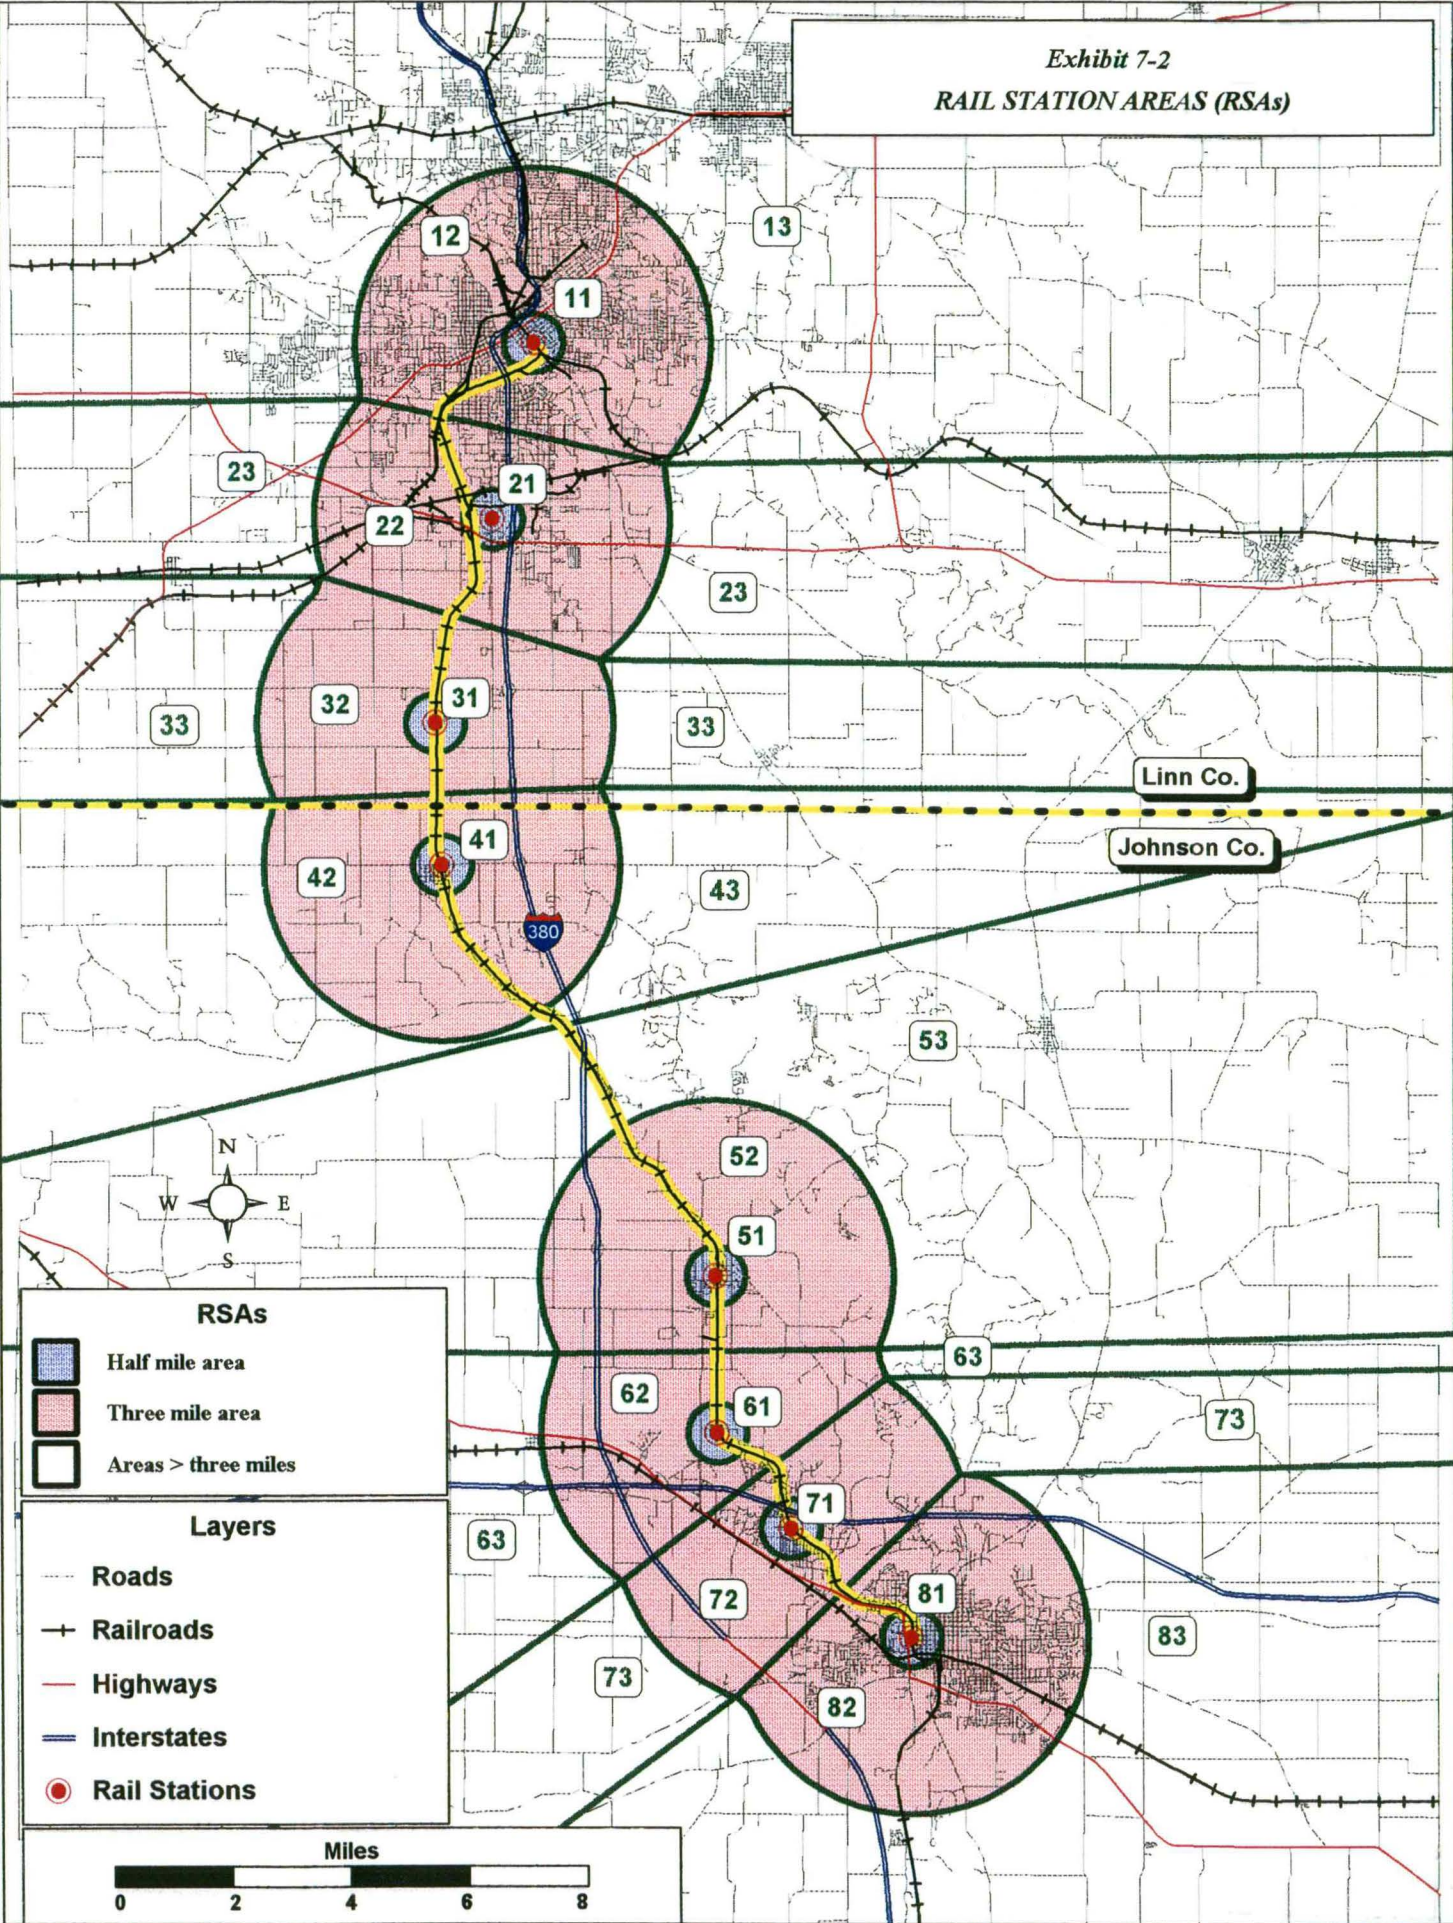 Exhibit 7-2
RAIL STATION AREAS (RSAs)
13
12
11
23
21
22
23
32
31
33
33
Linn Co.
41
Johnson Co.
42
43
380
53
N
52
W E
S
51
RSAs
63
Half mile area
62
61
73
Three mile area
Areas > three miles
71
Layers
63
Roads
72
81
Railroads
83
Highways
73
82
Interstates
Rail Stations
Miles
0 2 4 6 8